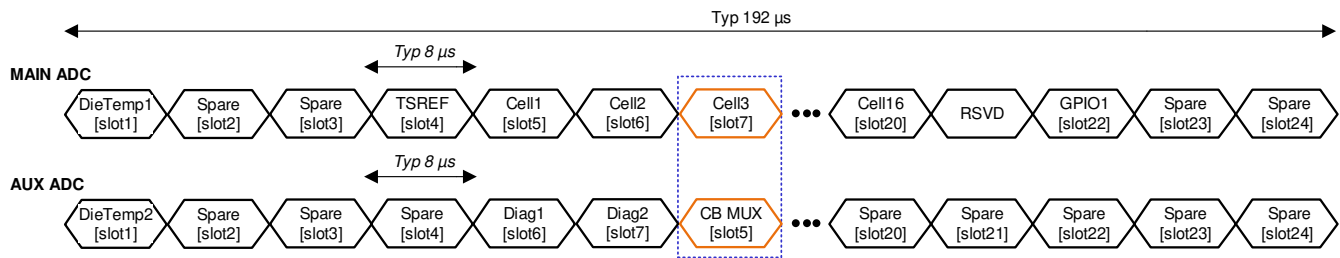 Typ 192 µs
Typ 8 µs
MAIN ADC
DieTemp1 Spare Spare TSREF Cell1 Cell2 Cell3 Cell16 RSVD GPIO1 Spare Spare
[slot1] [slot2] [slot3] [slot4] [slot5] [slot6] [slot7] [slot20] [slot22] [slot23] [slot24]
Typ 8 µs
AUX ADC
DieTemp2 Spare Spare Spare Diag1 Diag2 CB MUX Spare Spare Spare Spare Spare
[slot1] [slot2] [slot3] [slot4] [slot6] [slot7] [slot5] [slot20] [slot21] [slot22] [slot23] [slot24]